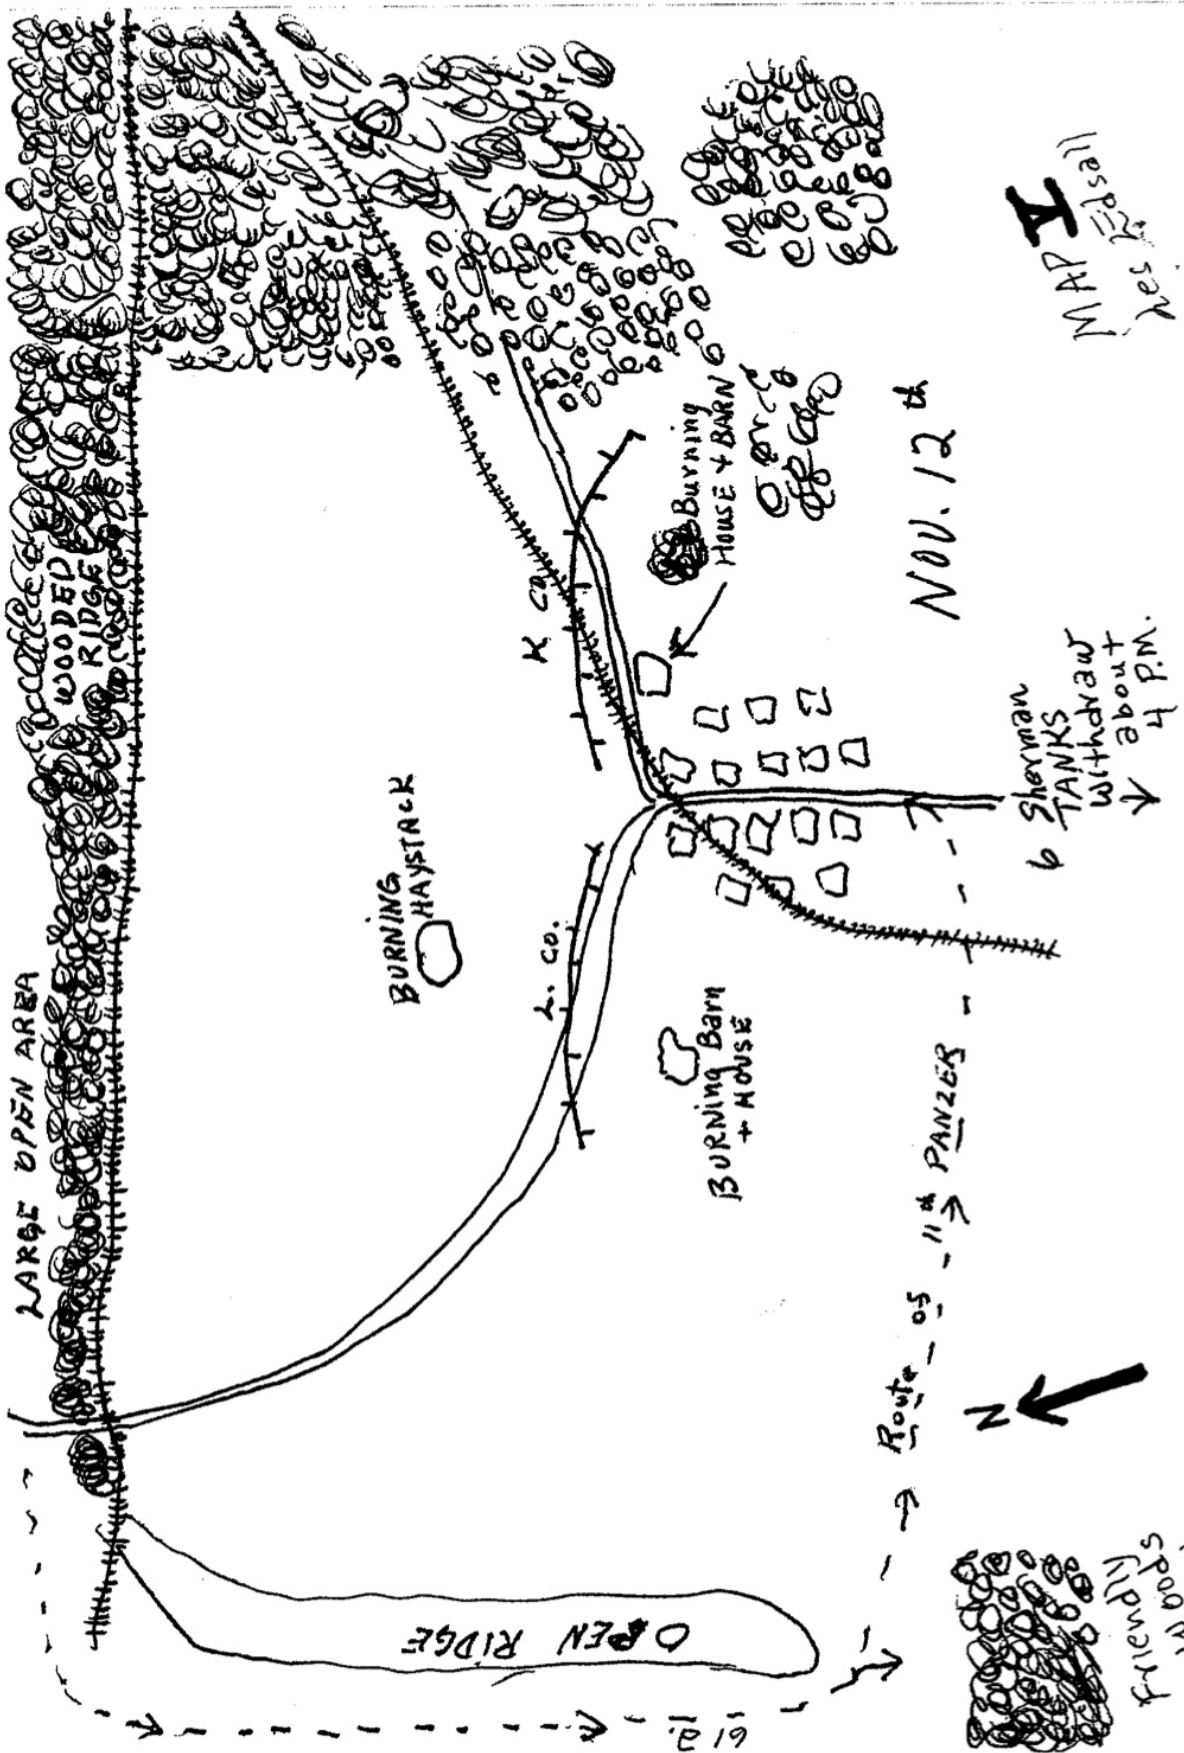 LARGE OPEN AREA
WOODED
RIDGE
BURNING
HAYSTACK
K CO.
L. CO.
Burning
HOUSE + BARN
BURNING Barn
+ HOUSE
OPEN RIDGE
Route of 11th PANZER
N
NOV. 12th
6 Sherman
TANKS
Withdraw
about
4 P.M.
Friendly
Woods
MAP
Les Edsall